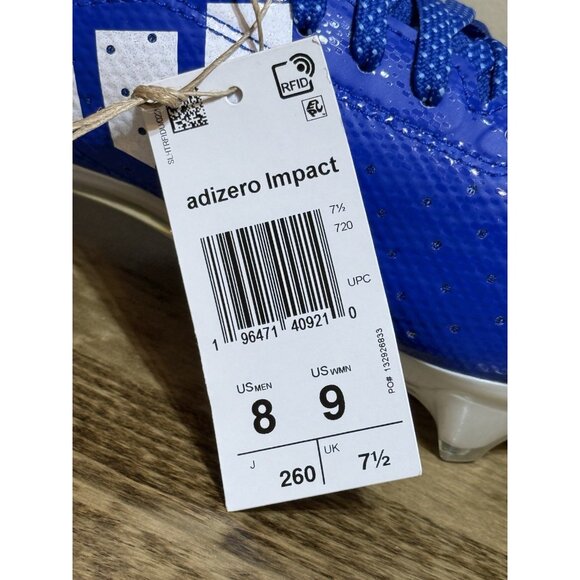 RFID
adizero Impact
7½
720
UPC
1 96471 40921 0
PO# 132926833
US MEN US WMN
8 9
J 260 UK 7½